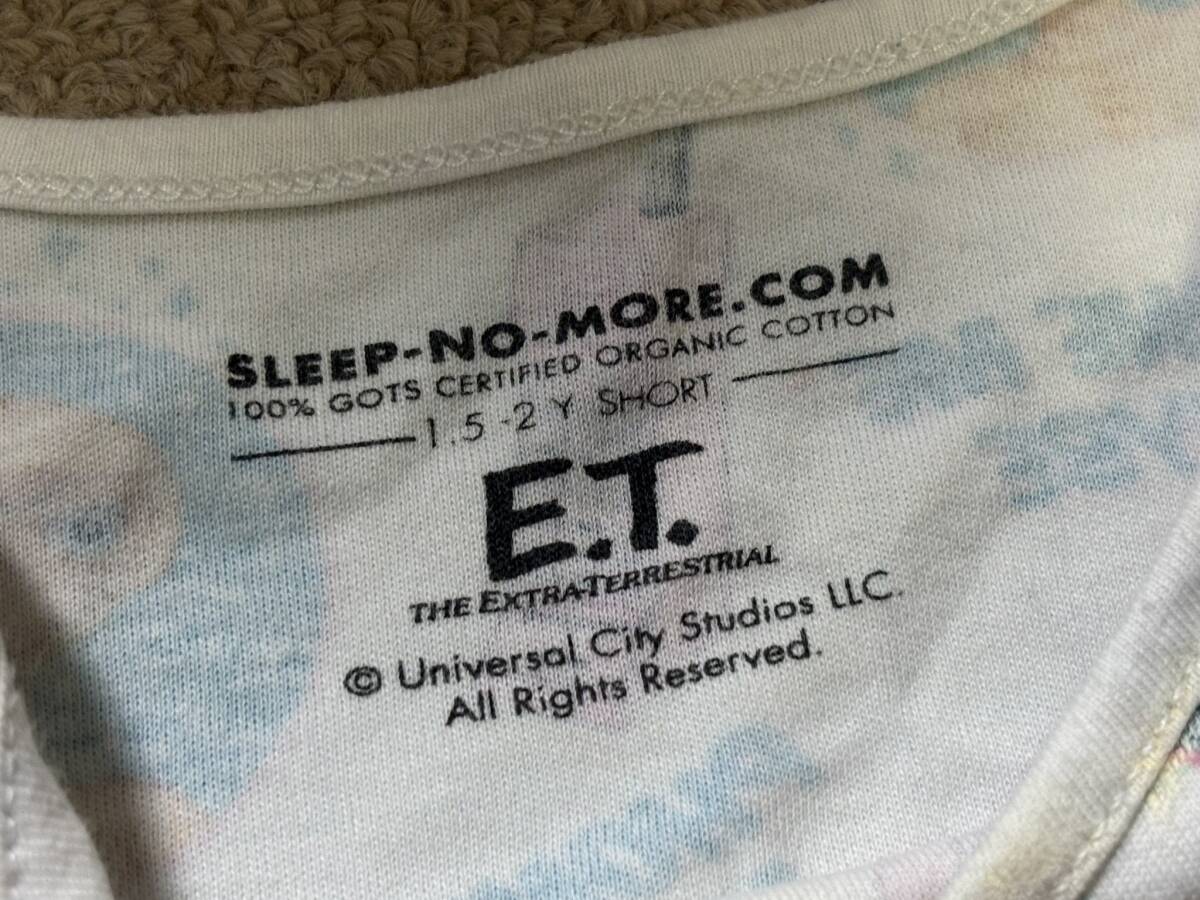 SLEEP-NO-MORE.COM
100% GOTS CERTIFIED ORGANIC COTTON
1.5-2 Y SHORT
E.T.
THE EXTRA-TERRESTRIAL
© Universal City Studios LLC.
All Rights Reserved.